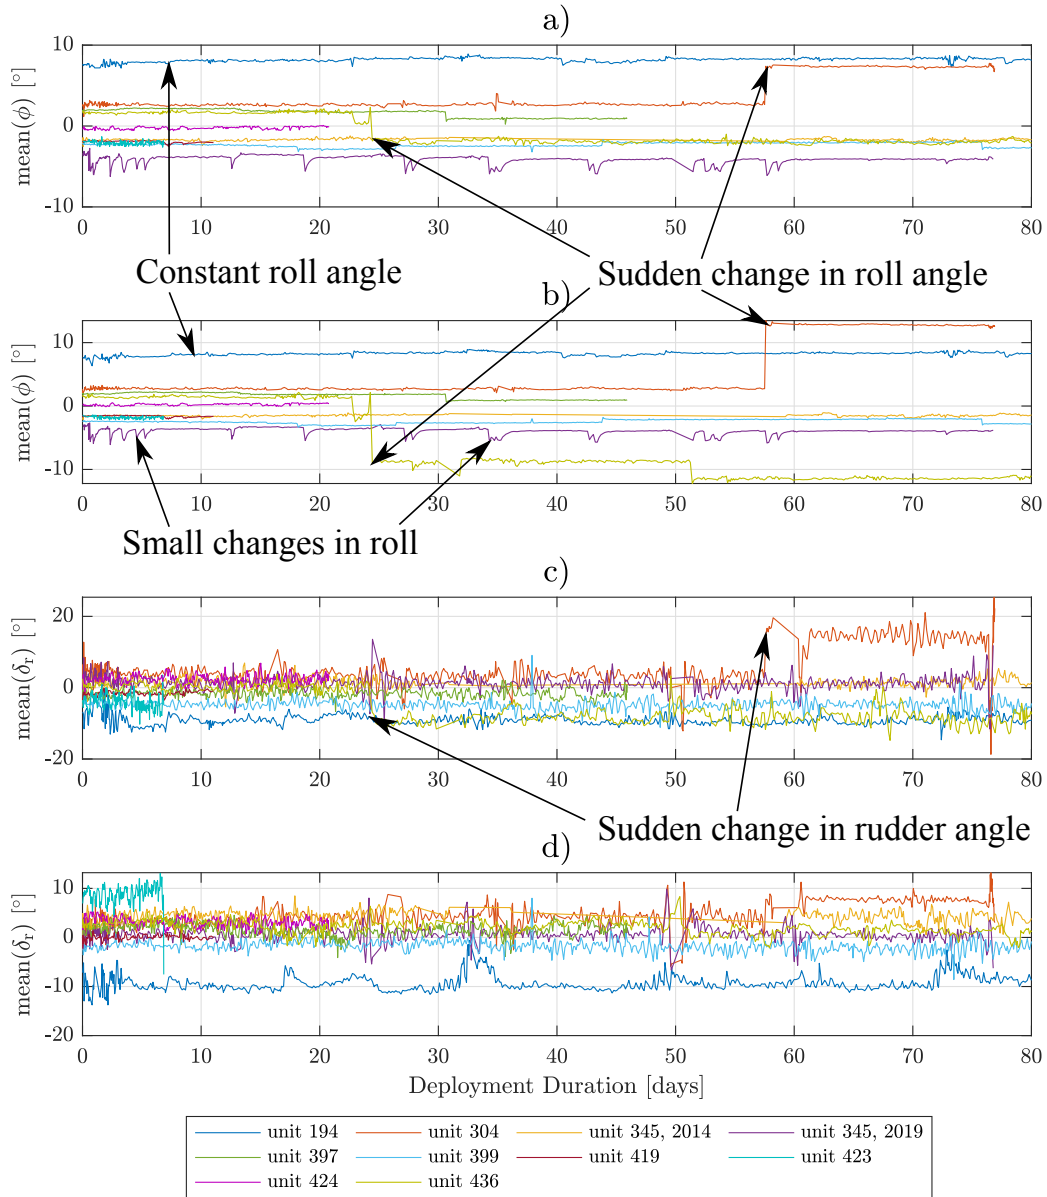 a)
10
0
-10
mean(φ) [°]
0 10 20 30 40 50 60 70 80
Constant roll angle
Sudden change in roll angle
b)
10
0
-10
mean(φ) [°]
0 10 20 30 40 50 60 70 80
Small changes in roll
c)
20
0
-20
mean(δr) [°]
0 10 20 30 40 50 60 70 80
Sudden change in rudder angle
d)
10
0
-10
-20
mean(δr) [°]
0 10 20 30 40 50 60 70 80
Deployment Duration [days]
unit 194 unit 304 unit 345, 2014 unit 345, 2019
unit 397 unit 399 unit 419 unit 423
unit 424 unit 436